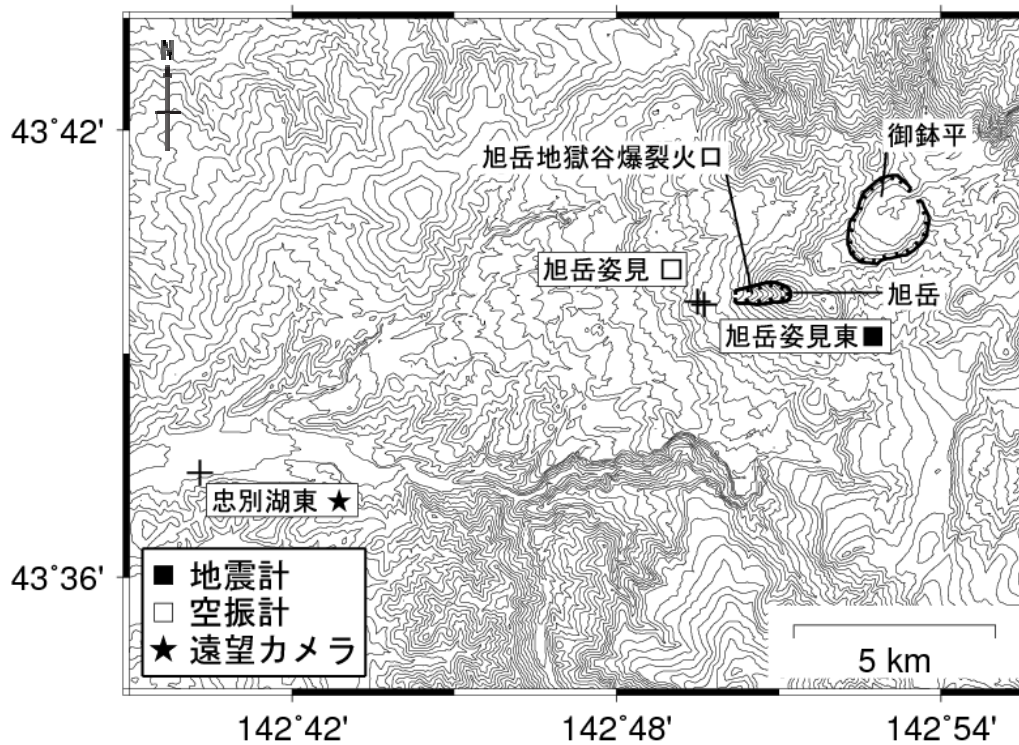 N
43°42'
御鉢平
旭岳地獄谷爆裂火口
旭岳姿見 □
旭岳
旭岳姿見東■
忠別湖東 ★
43°36'
■ 地震計
□ 空振計
★ 遠望カメラ
5 km
142°42'
142°48'
142°54'